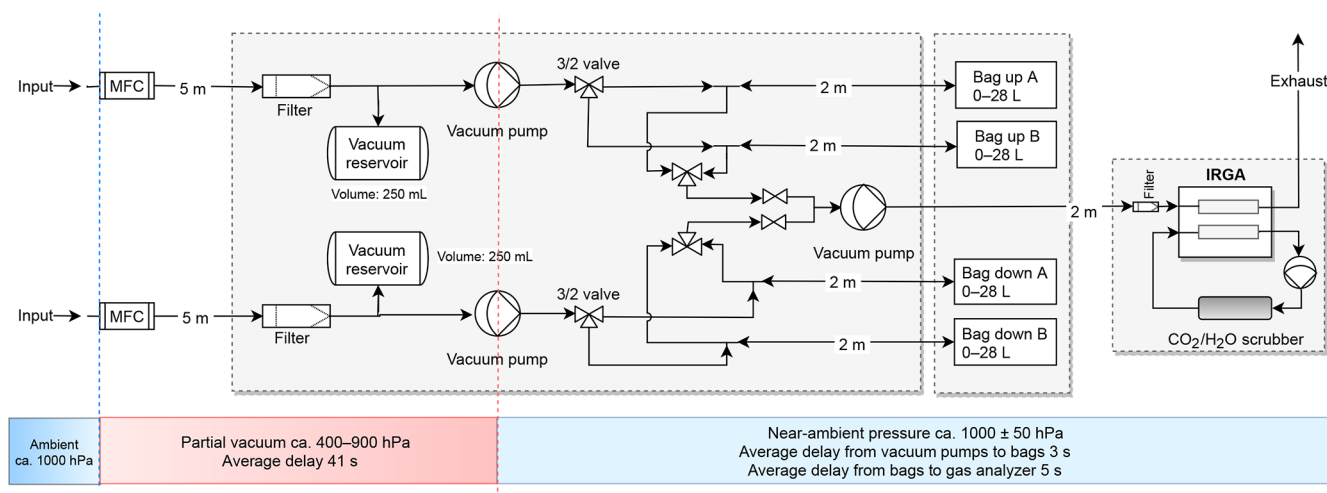 Input
MFC
5 m
Filter
Vacuum
reservoir
Volume: 250 mL
Vacuum pump
3/2 valve
2 m
Bag up A
0–28 L
2 m
Bag up B
0–28 L
Vacuum pump
2 m
Filter
IRGA
Exhaust
CO₂/H₂O scrubber
Vacuum
reservoir
Volume: 250 mL
Input
MFC
5 m
Filter
Vacuum pump
3/2 valve
2 m
Bag down A
0–28 L
2 m
Bag down B
0–28 L
Ambient
ca. 1000 hPa
Partial vacuum ca. 400–900 hPa
Average delay 41 s
Near-ambient pressure ca. 1000 ± 50 hPa
Average delay from vacuum pumps to bags 3 s
Average delay from bags to gas analyzer 5 s